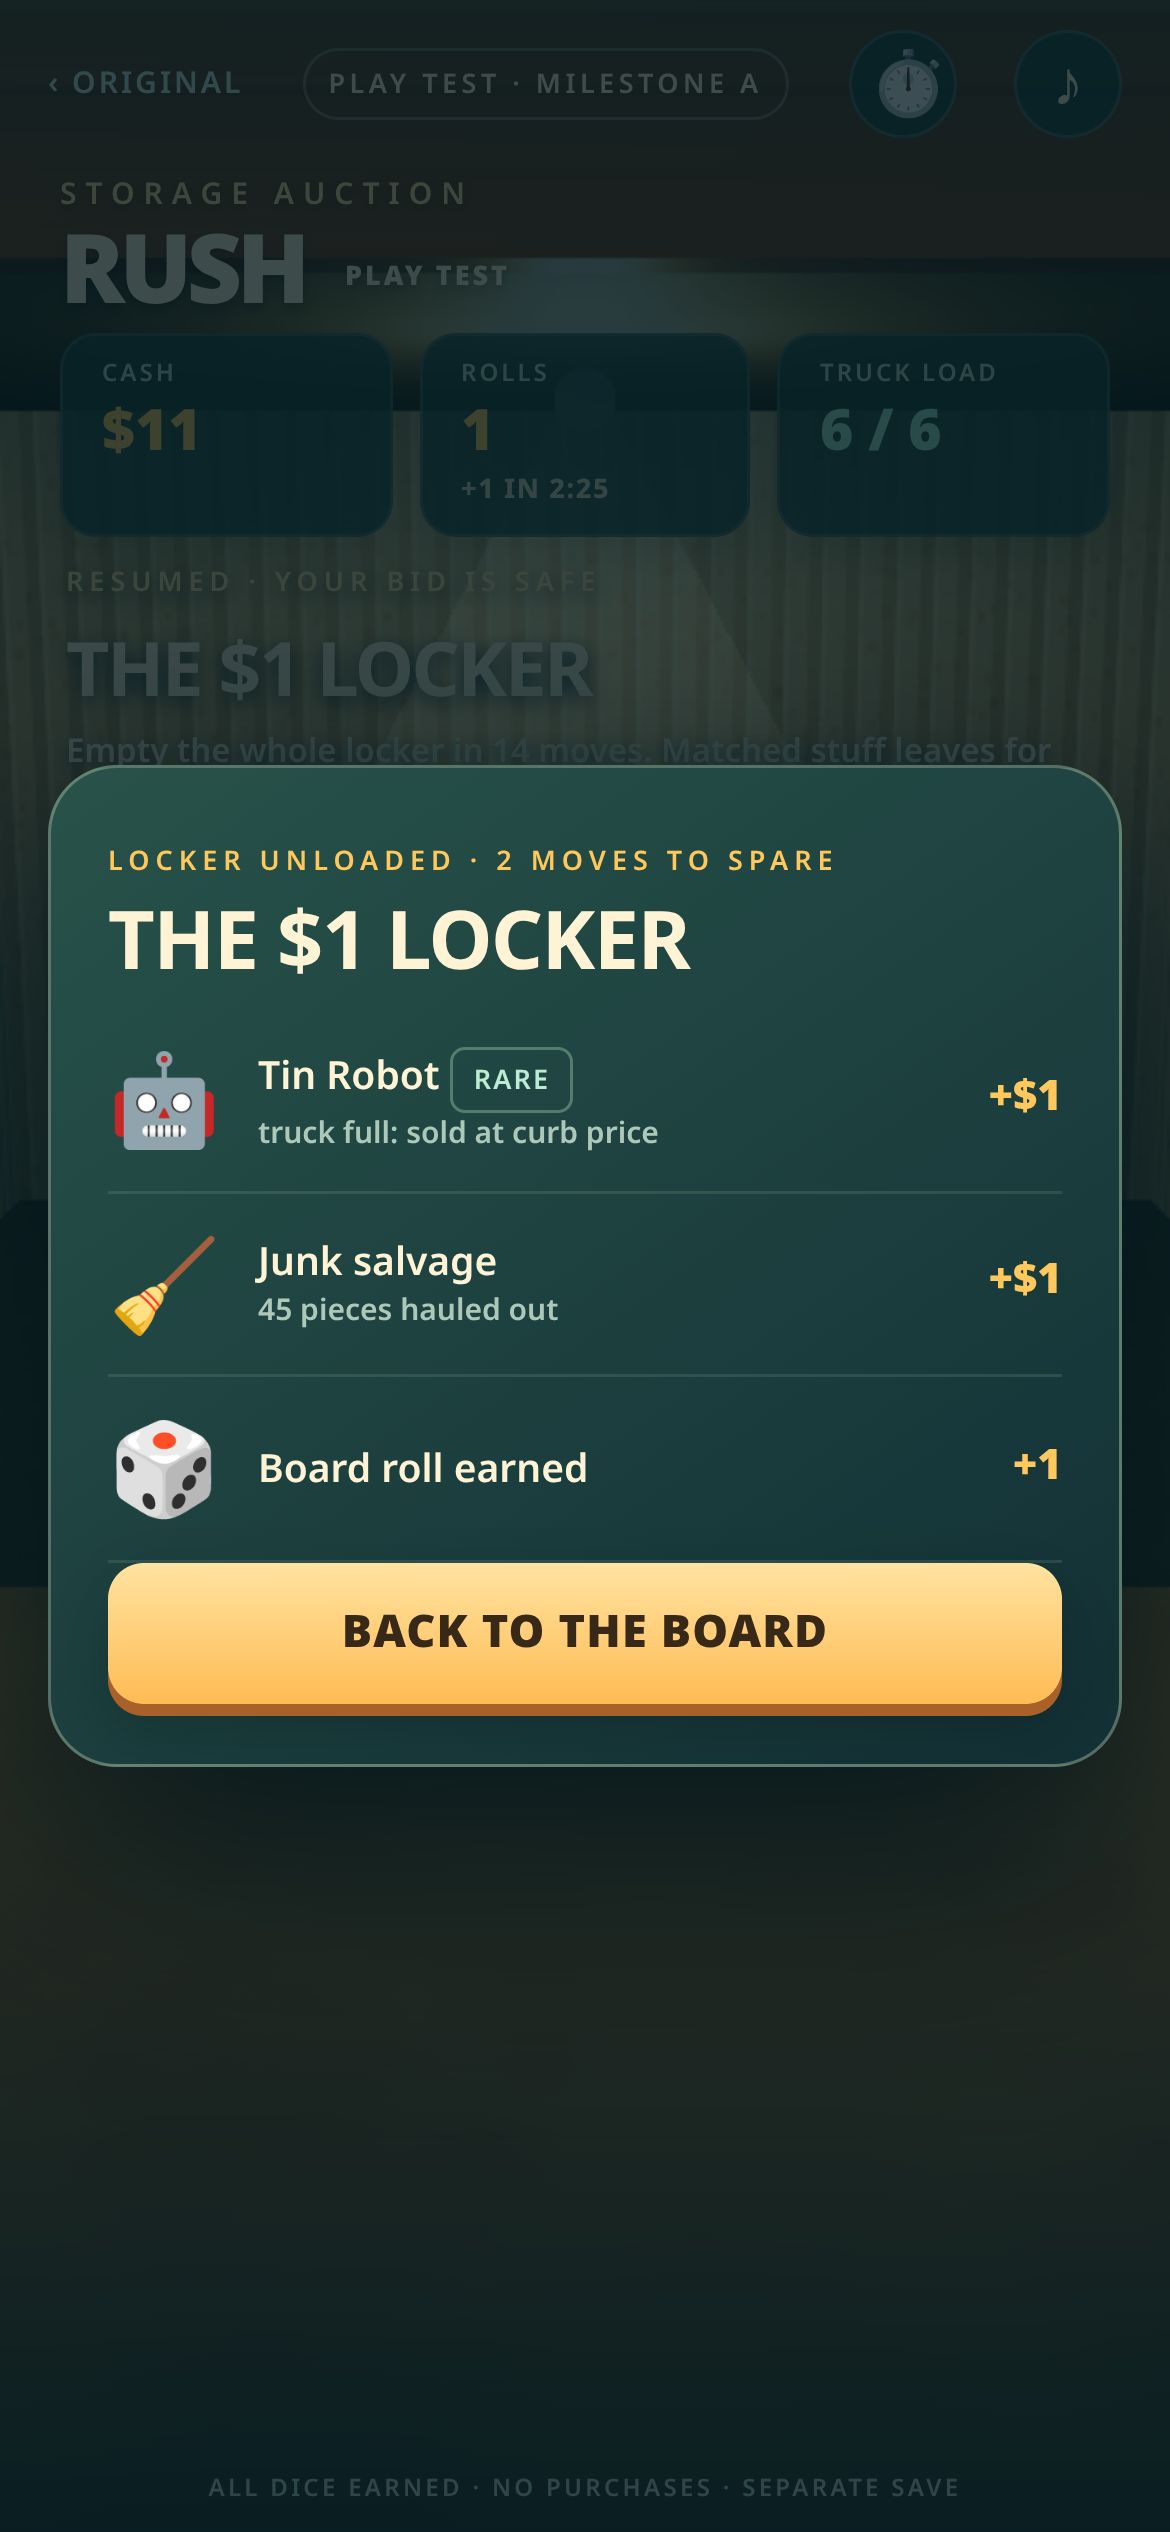 ‹ ORIGINAL
PLAY TEST · MILESTONE A
STORAGE AUCTION
RUSH PLAY TEST
CASH
$11
ROLLS
1
+1 IN 2:25
TRUCK LOAD
6 / 6
RESUMED · YOUR BID IS SAFE
THE $1 LOCKER
Empty the whole locker in 14 moves. Matched stuff leaves for
LOCKER UNLOADED · 2 MOVES TO SPARE
THE $1 LOCKER
Tin Robot RARE
truck full: sold at curb price
+$1
Junk salvage
45 pieces hauled out
+$1
Board roll earned
+1
BACK TO THE BOARD
ALL DICE EARNED · NO PURCHASES · SEPARATE SAVE